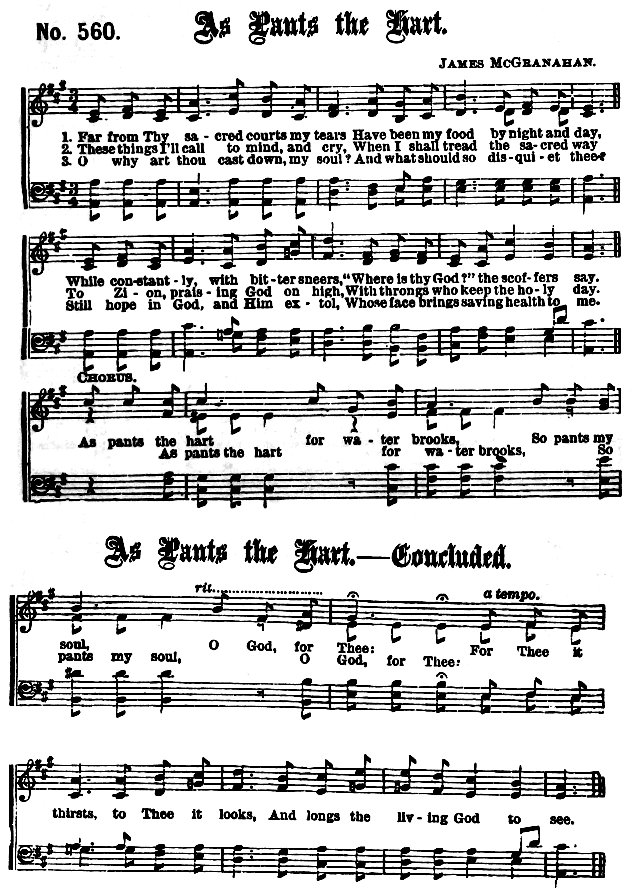 No. 560.
As Pants the Hart.
JAMES MCGRANAHAN.
1. Far from Thy sa - cred courts my tears Have been my food by night and day,
2. These things I'll call to mind, and cry, When I shall tread the sa - cred way
3. O why art thou cast down, my soul? And what should so dis - qui - et thee?
While con - stant - ly, with bit - ter sneers, "Where is thy God?" the scof - fers say.
To Zi - on, prais - ing God on high, With throngs who keep the ho - ly day.
Still hope in God, and Him ex - tol, Whose face brings saving health to me.
CHORUS.
As pants the hart for wa - ter brooks, So pants my
As pants the hart for wa - ter brooks, So
As Pants the Hart.—Concluded.
rit.......................... a tempo.
soul, O God, for Thee: For Thee it
pants my soul, O God, for Thee:
thirsts, to Thee it looks, And longs the liv - ing God to see.